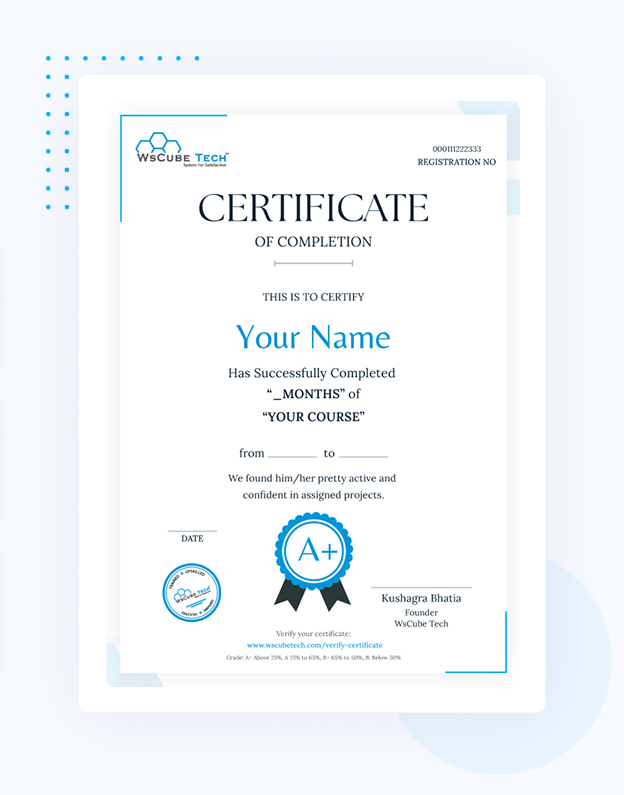 WsCube Tech™
System For Satisfaction
000111222333
REGISTRATION NO
CERTIFICATE
OF COMPLETION
THIS IS TO CERTIFY
Your Name
Has Successfully Completed
“_MONTHS” of
“YOUR COURSE”
from ________ to ________
We found him/her pretty active and
confident in assigned projects.
DATE
A+
WsCube Tech
Kushagra Bhatia
Founder
WsCube Tech
Verify your certificate:
www.wscubetech.com/verify-certificate
Grade: A+ Above 75%, A 75% to 65%, B+ 65% to 50%, B: Below 50%